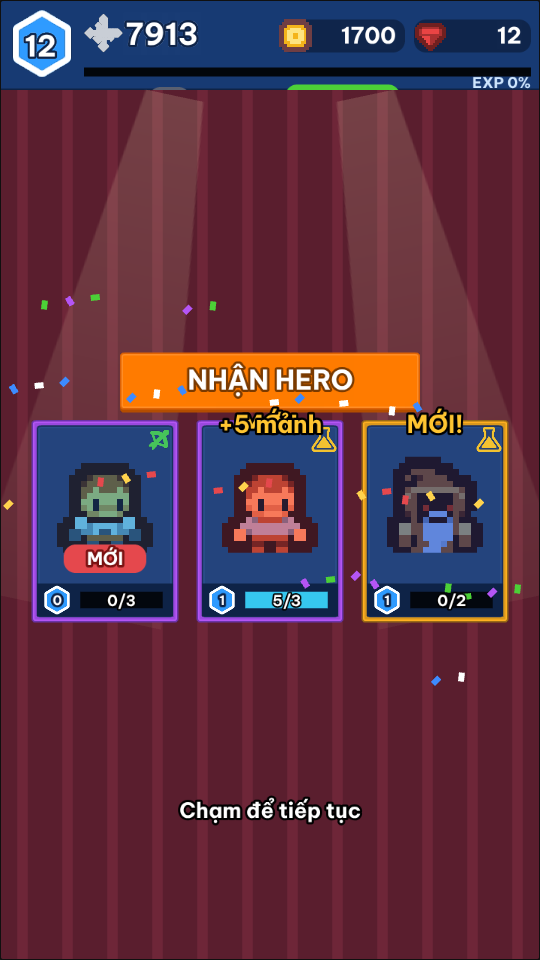 12
7913
1700
12
EXP 0%
NHẬN HERO
+5 mảnh
MỚI!
MỚI
0
0/3
1
5/3
1
0/2
Chạm để tiếp tục